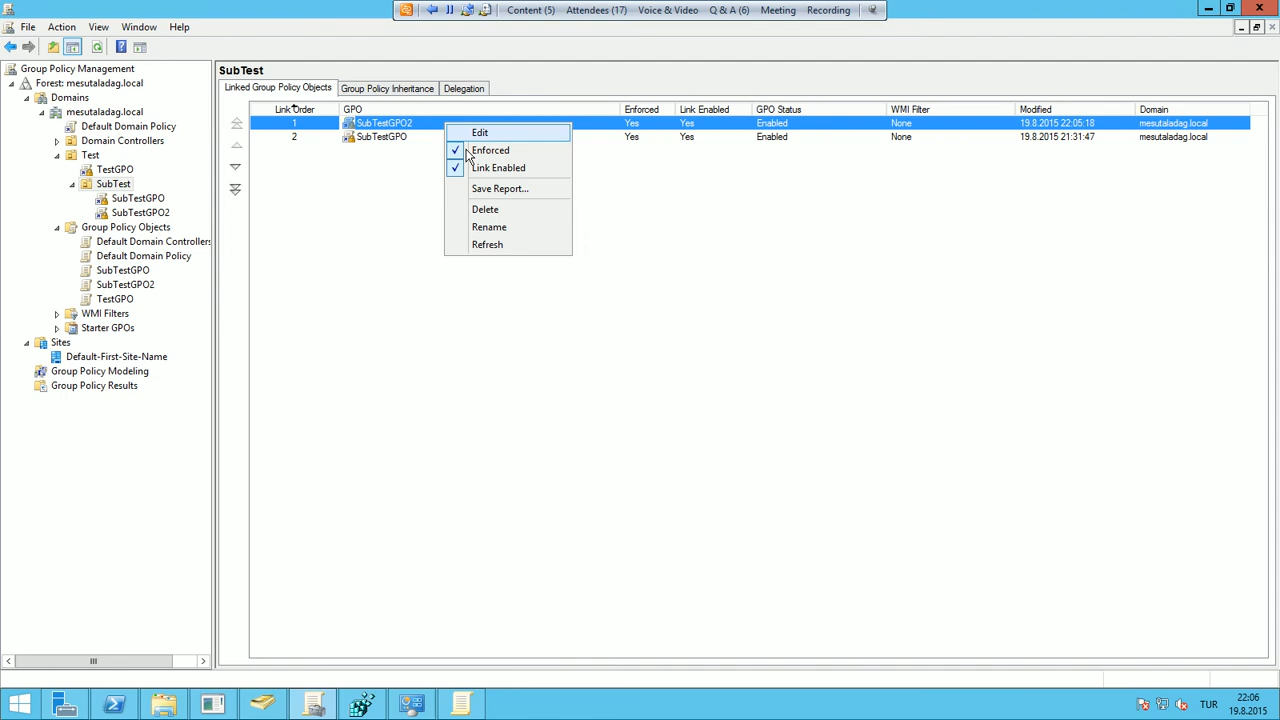 Content (5) Attendees (17) Voice & Video Q & A (6) Meeting Recording
File Action View Window Help
Group Policy Management
Forest: mesutaladag.local
Domains
mesutaladag.local
Default Domain Policy
Domain Controllers
Test
TestGPO
SubTest
SubTestGPO
SubTestGPO2
Group Policy Objects
Default Domain Controllers
Default Domain Policy
SubTestGPO
SubTestGPO2
TestGPO
WMI Filters
Starter GPOs
Sites
Default-First-Site-Name
Group Policy Modeling
Group Policy Results
SubTest
Linked Group Policy Objects Group Policy Inheritance Delegation
Link Order GPO Enforced Link Enabled GPO Status WMI Filter Modified Domain
1 SubTestGPO2 Yes Yes Enabled None 19.8.2015 22:05:18 mesutaladag.local
2 SubTestGPO Yes Yes Enabled None 19.8.2015 21:31:47 mesutaladag.local
Edit
Enforced
Link Enabled
Save Report...
Delete
Rename
Refresh
TUR
22:06
19.8.2015